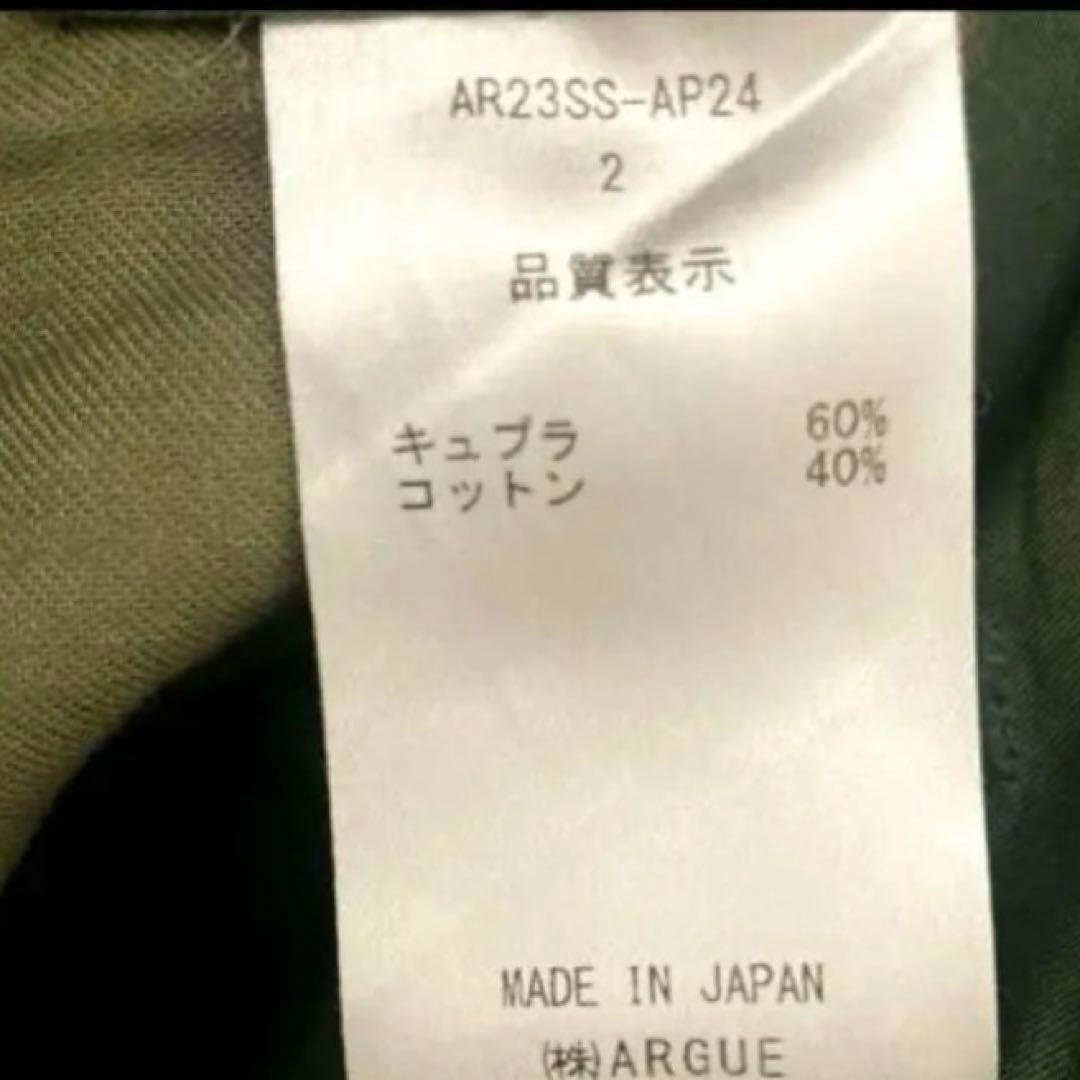 AR23SS-AP24
2
品質表示
キュプラ 60%
コットン 40%
MADE IN JAPAN
㈱ARGUE